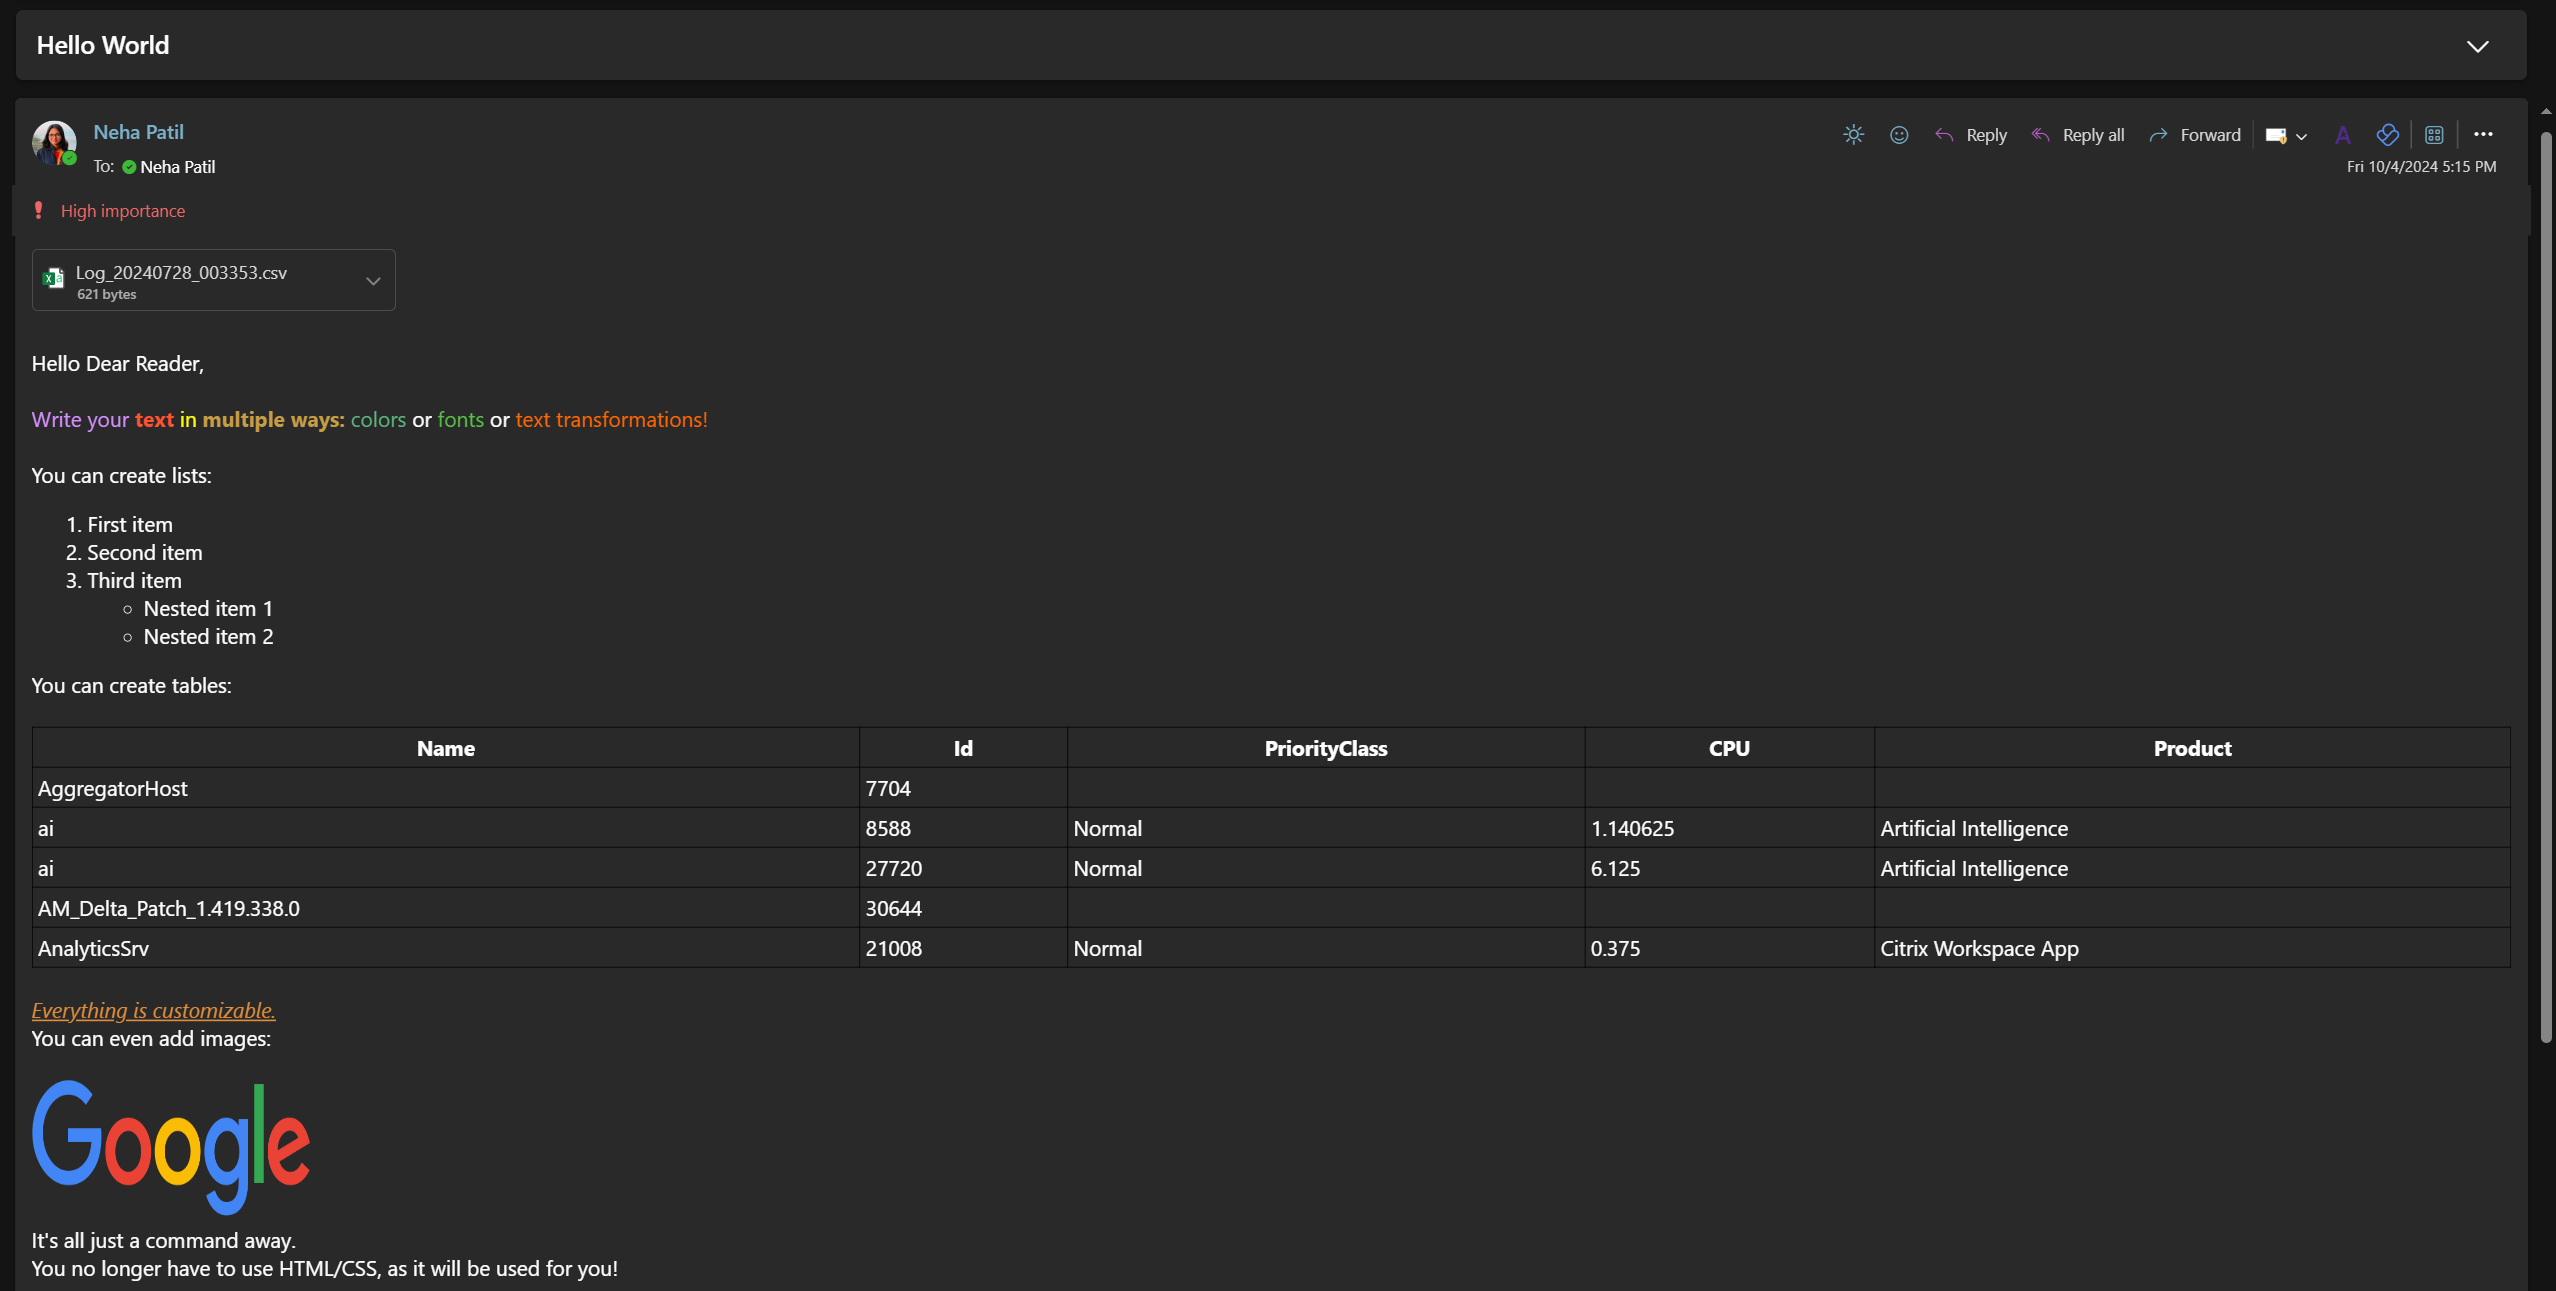 Hello World
Neha Patil
Reply Reply all Forward
To: Neha Patil
Fri 10/4/2024 5:15 PM
High importance
Log_20240728_003353.csv
621 bytes
Hello Dear Reader,
Write your text in multiple ways: colors or fonts or text transformations!
You can create lists:
1. First item
2. Second item
3. Third item
Nested item 1
Nested item 2
You can create tables:
Name Id PriorityClass CPU Product
AggregatorHost 7704
ai 8588 Normal 1.140625 Artificial Intelligence
ai 27720 Normal 6.125 Artificial Intelligence
AM_Delta_Patch_1.419.338.0 30644
AnalyticsSrv 21008 Normal 0.375 Citrix Workspace App
Everything is customizable.
You can even add images:
Google
It's all just a command away.
You no longer have to use HTML/CSS, as it will be used for you!